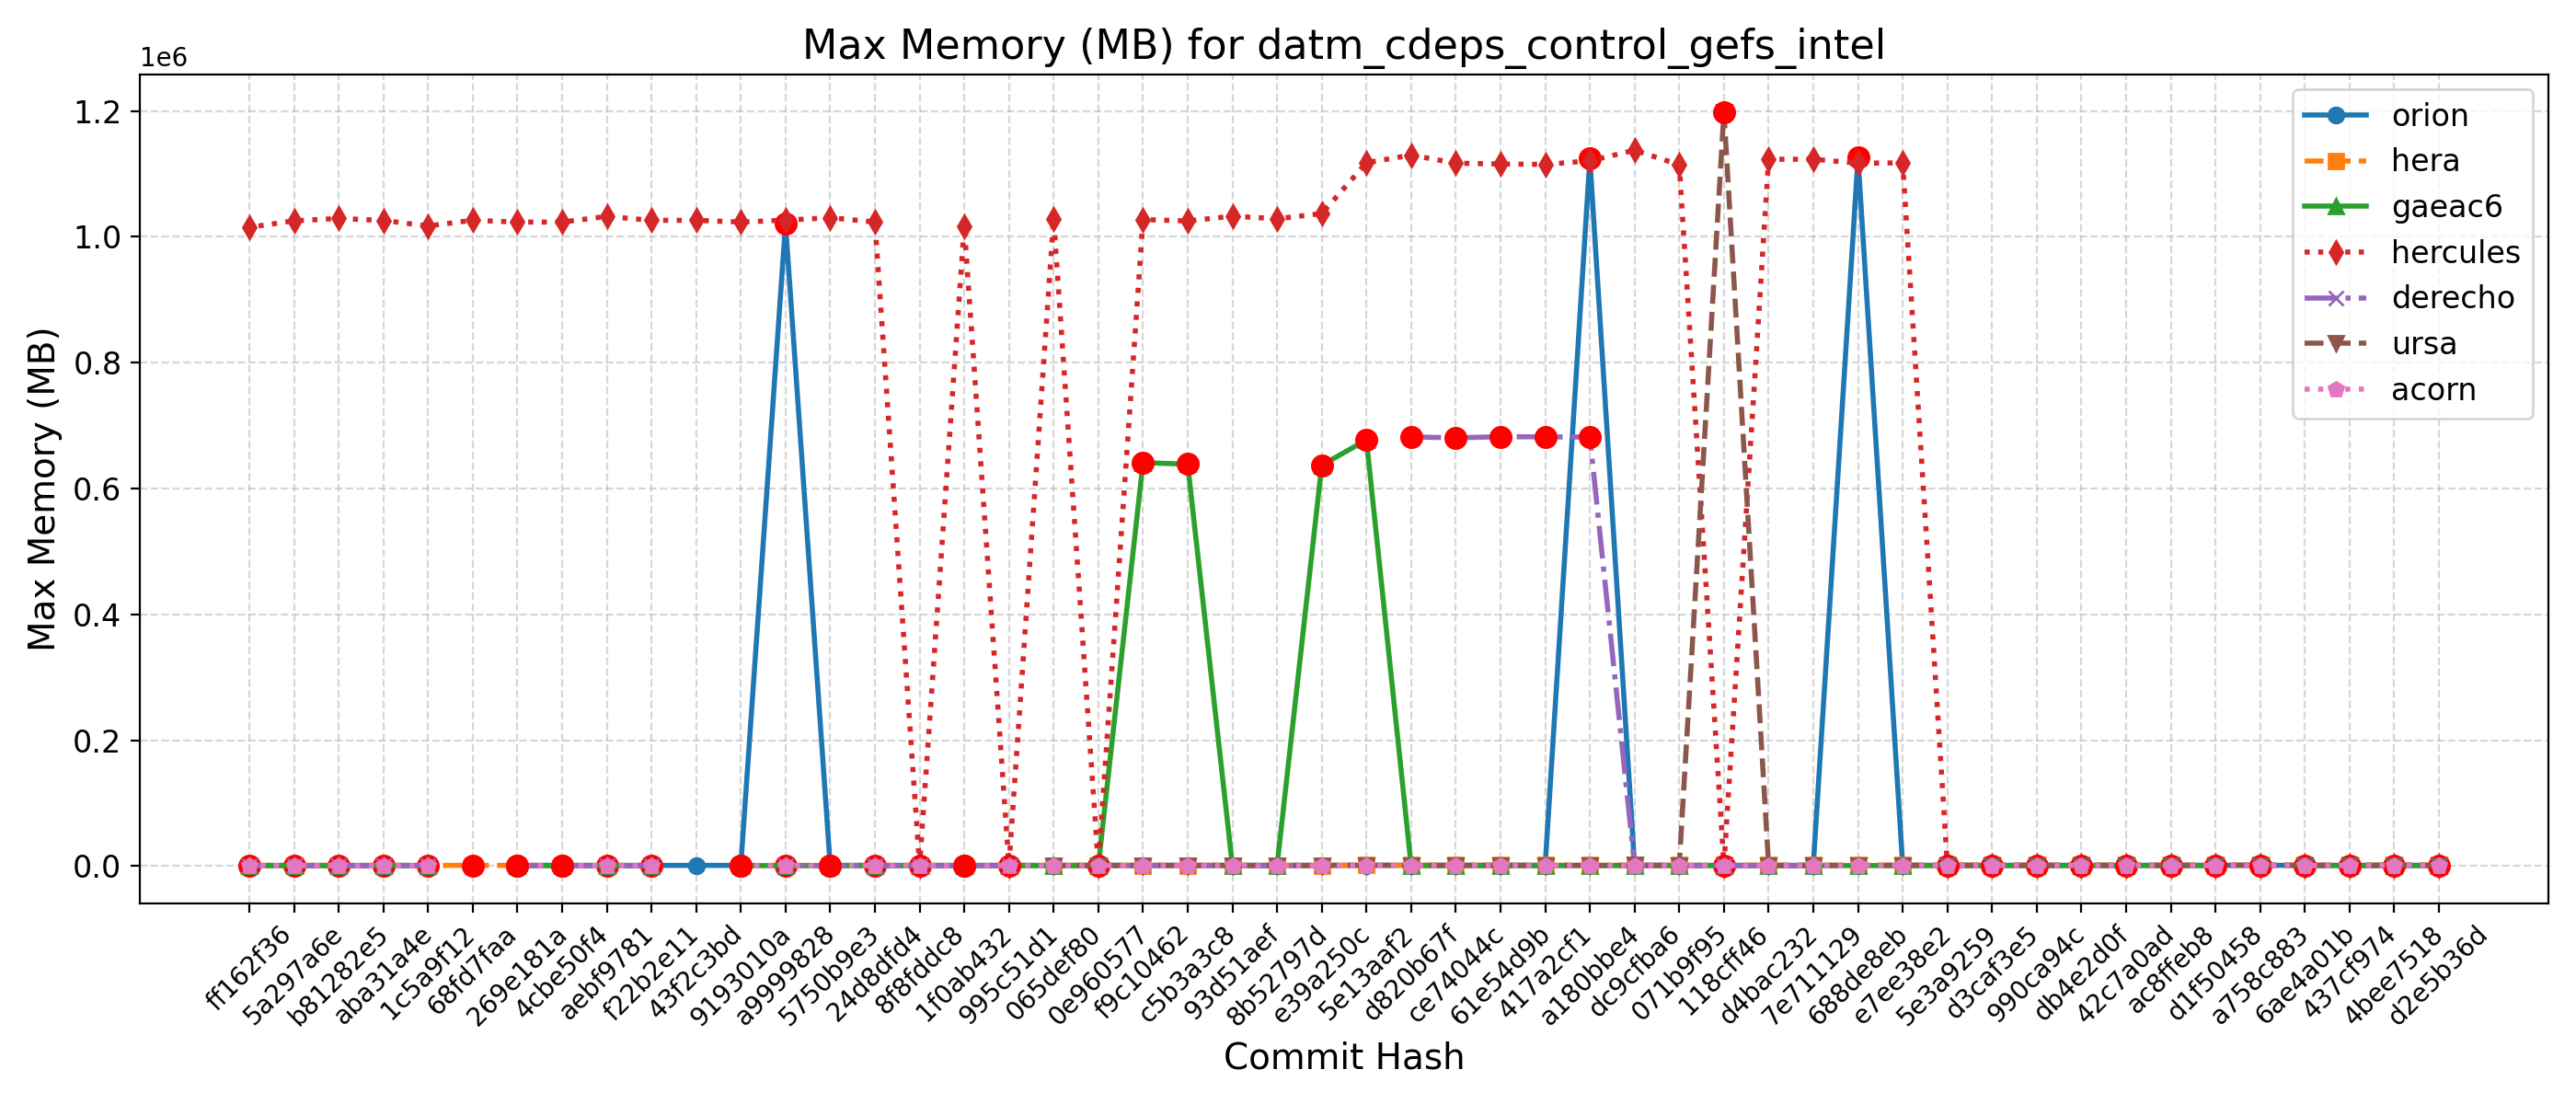 Max Memory (MB) for datm_cdeps_control_gefs_intel
1e6
1.2
1.0
0.8
0.6
0.4
0.2
0.0
Max Memory (MB)
orion
hera
gaeac6
hercules
derecho
ursa
acorn
ff162f36
5a297a6e
b81282e5
aba31a4e
1c5a9f12
68fd7faa
269e181a
4cbe50f4
aebf9781
f22b2e11
43f2c3bd
9193010a
a9999828
5750b9e3
24d8dfd4
8f8fddc8
1f0ab432
995c51d1
065def80
0e960577
f9c10462
c5b3a3c8
93d51aef
8b52797d
e39a250c
5e13aaf2
d820b67f
ce74044c
61e54d9b
417a2cf1
a180bbe4
dc9cfba6
071b9f95
118cff46
d4bac232
7e711129
688de8eb
e7ee38e2
5e3a9259
d3caf3e5
990ca94c
db4e2d0f
42c7a0ad
ac8ffeb8
d1f50458
a758c883
6ae4a01b
437cf974
4bee7518
d2e5b36d
Commit Hash